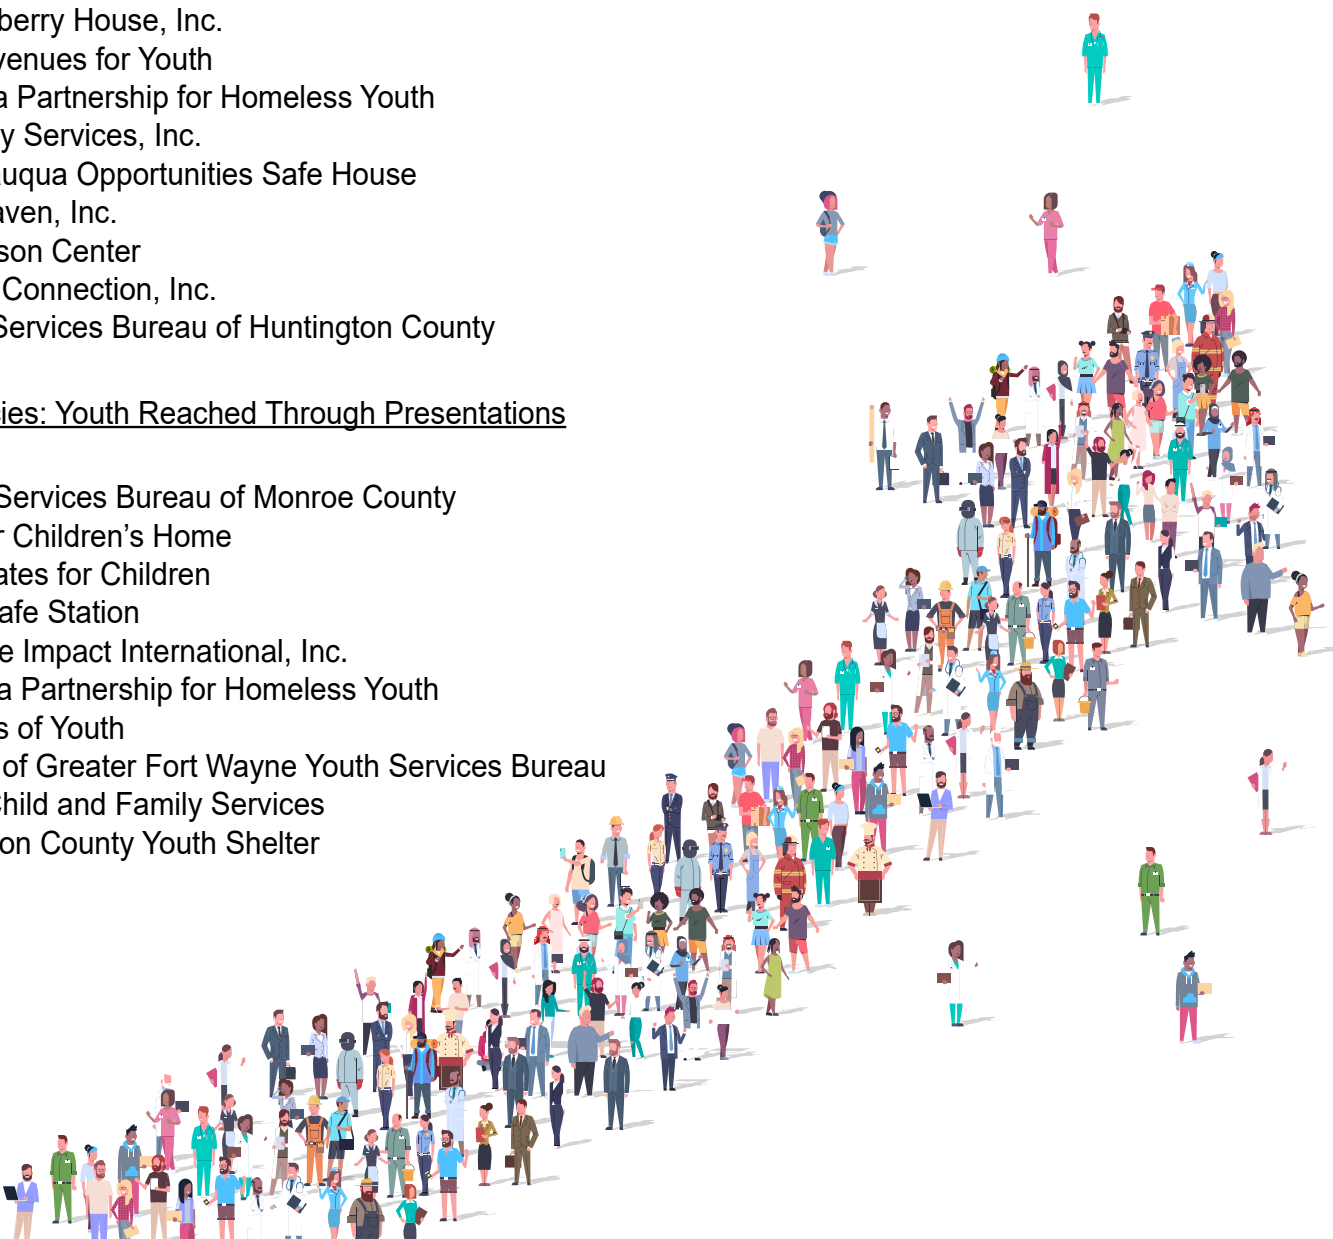 berry House, Inc.
venues for Youth
a Partnership for Homeless Youth
y Services, Inc.
auqua Opportunities Safe House
aven, Inc.
son Center
Connection, Inc.
Services Bureau of Huntington County
sies: Youth Reached Through Presentations
Services Bureau of Monroe County
r Children’s Home
ates for Children
afe Station
e Impact International, Inc.
a Partnership for Homeless Youth
s of Youth
of Greater Fort Wayne Youth Services Bureau
Child and Family Services
on County Youth Shelter